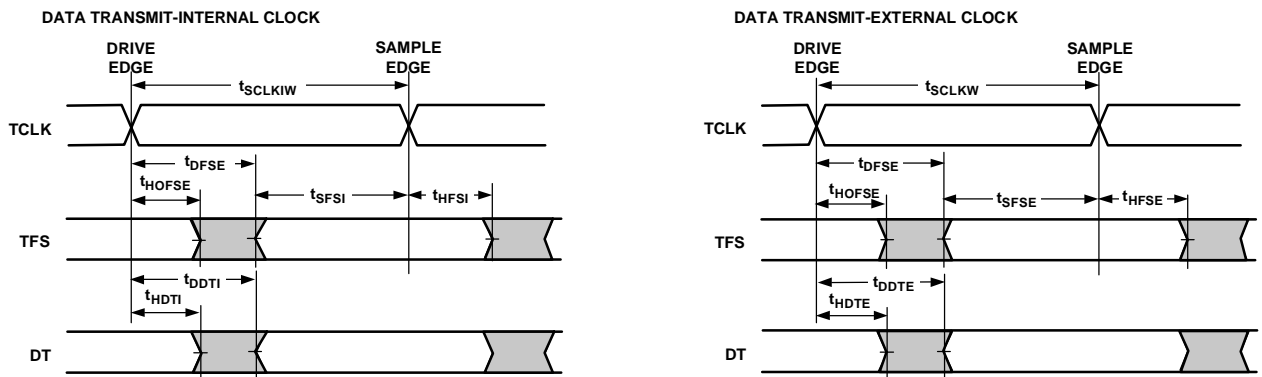 DATA TRANSMIT-INTERNAL CLOCK
DRIVE
EDGE
SAMPLE
EDGE
tSCLKIW
TCLK
tDFSE
tHOFSE
tSFSI
tHFSI
TFS
tDDTI
tHDTI
DT
DATA TRANSMIT-EXTERNAL CLOCK
DRIVE
EDGE
SAMPLE
EDGE
tSCLKW
TCLK
tDFSE
tHOFSE
tSFSE
tHFSE
TFS
tDDTE
tHDTE
DT